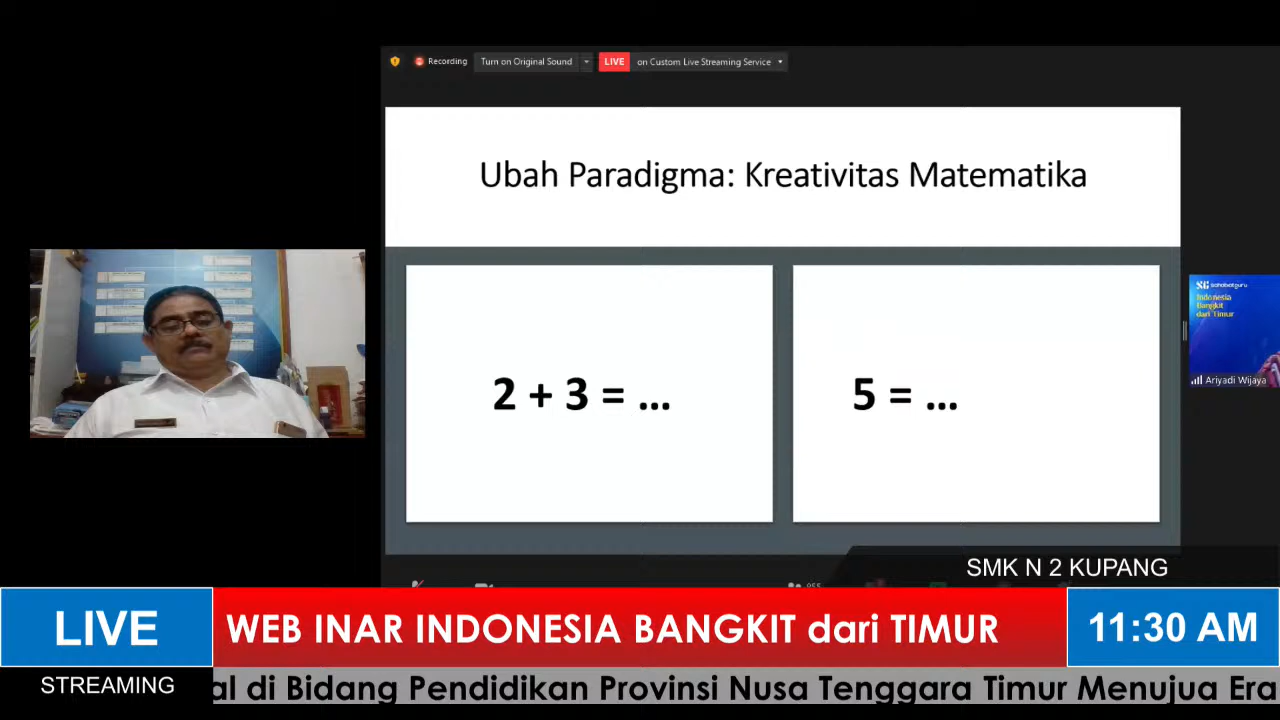 Recording
Turn on Original Sound
LIVE
on Custom Live Streaming Service
Ubah Paradigma: Kreativitas Matematika
2 + 3 = ...
5 = ...
sahabatguru
Indonesia
Bangkit
dari Timur
Ariyadi Wijaya
SMK N 2 KUPANG
LIVE
WEB INAR INDONESIA BANGKIT dari TIMUR
11:30 AM
STREAMING
al di Bidang Pendidikan Provinsi Nusa Tenggara Timur Menujua Era